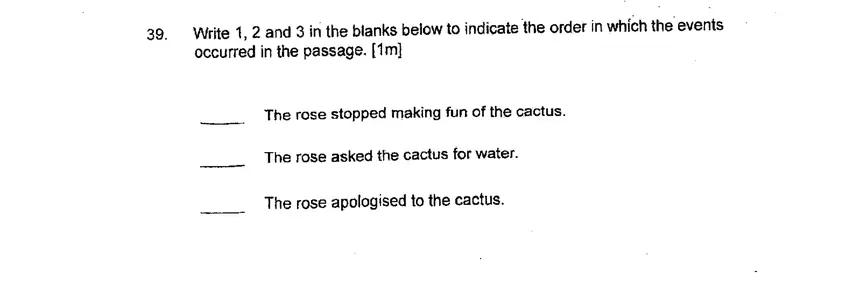 39. Write 1, 2 and 3 in the blanks below to indicate the order in which the events
occurred in the passage. [1m]
_____ The rose stopped making fun of the cactus.
_____ The rose asked the cactus for water.
_____ The rose apologised to the cactus.